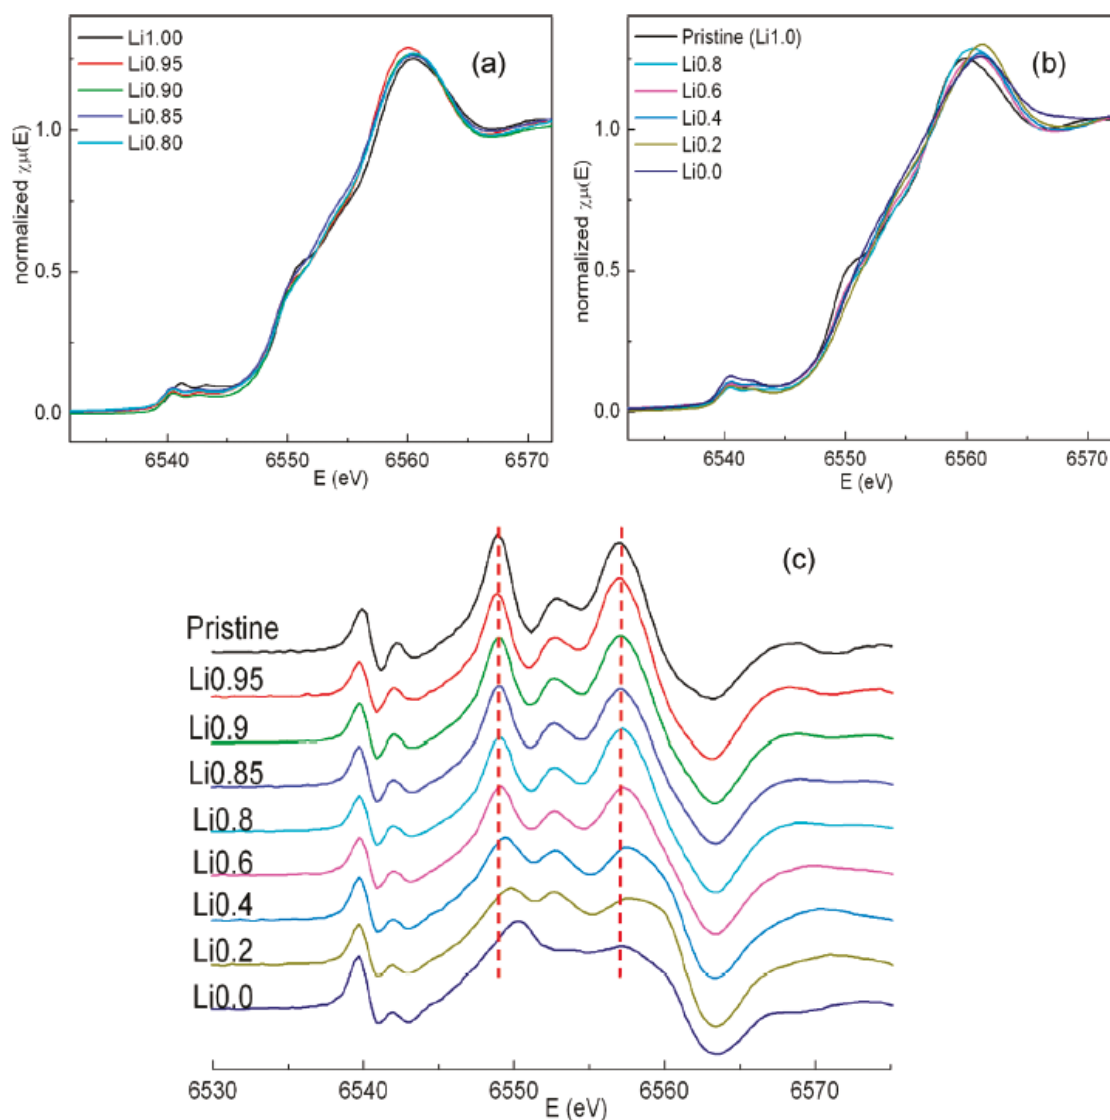 (a)
Li1.00
Li0.95
Li0.90
Li0.85
Li0.80
normalized χμ(E)
1.0
0.5
0.0
6540 6550 6560 6570
E (eV)
(b)
Pristine (Li1.0)
Li0.8
Li0.6
Li0.4
Li0.2
Li0.0
normalized χμ(E)
1.0
0.5
0.0
6540 6550 6560 6570
E (eV)
(c)
Pristine
Li0.95
Li0.9
Li0.85
Li0.8
Li0.6
Li0.4
Li0.2
Li0.0
6530 6540 6550 6560 6570
E (eV)